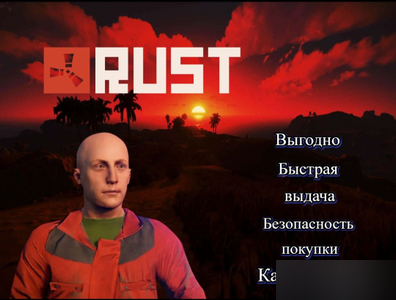 RUST
Выгодно
Быстрая
выдача
Безопасность
покупки